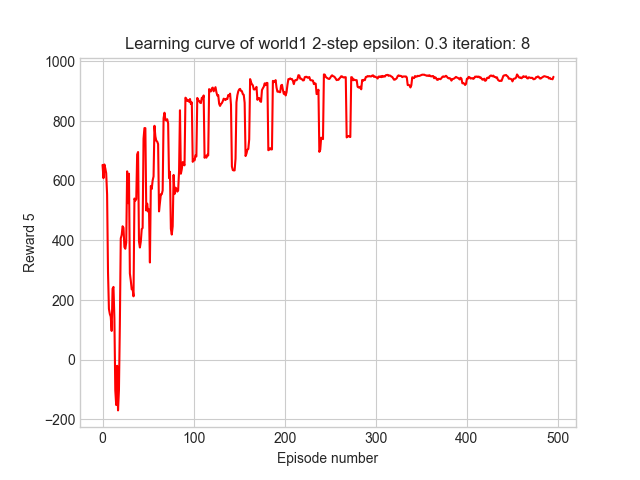 Learning curve of world1 2-step epsilon: 0.3 iteration: 8
1000
800
600
400
200
0
−200
Reward 5
0 100 200 300 400 500
Episode number